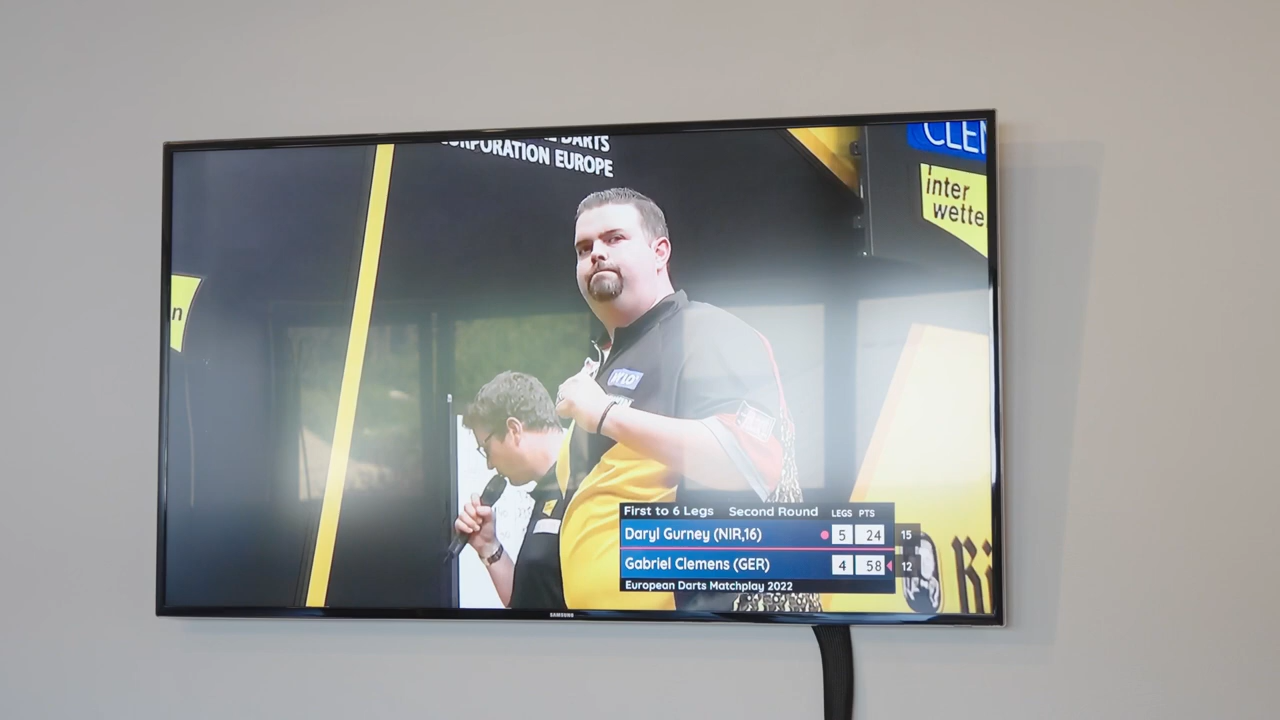 DARTS
CORPORATION EUROPE
CLEM
inter
wette
n
First to 6 Legs Second Round LEGS PTS
Daryl Gurney (NIR,16) 5 24 15
Gabriel Clemens (GER) 4 58 12
European Darts Matchplay 2022
SAMSUNG